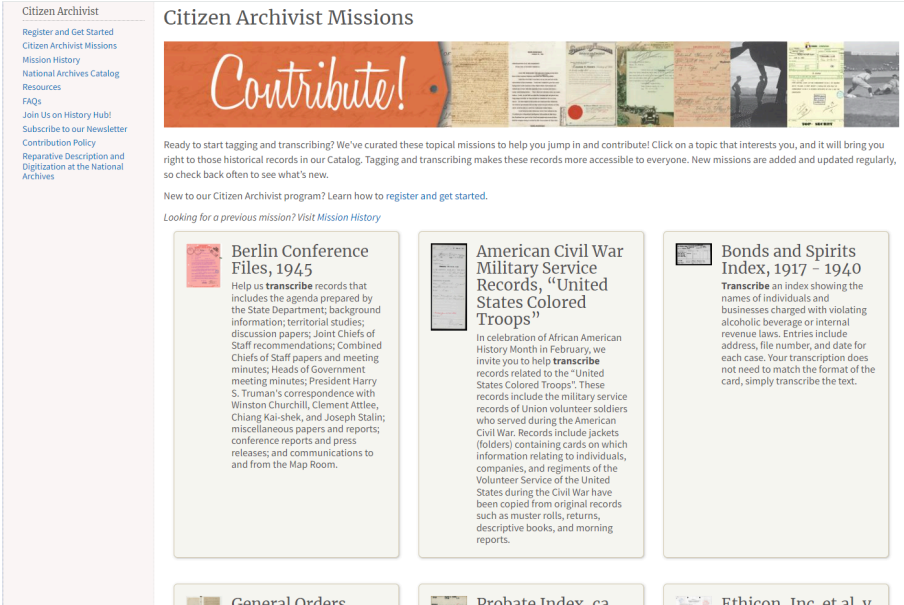 Citizen Archivist
Register and Get Started
Citizen Archivist Missions
Mission History
National Archives Catalog
Resources
FAQs
Join Us on History Hub!
Subscribe to our Newsletter
Contribution Policy
Reparative Description and
Digitization at the National
Archives
Citizen Archivist Missions
Contribute!
TOP SECRET
Ready to start tagging and transcribing? We've curated these topical missions to help you jump in and contribute! Click on a topic that interests you, and it will bring you
right to those historical records in our Catalog. Tagging and transcribing makes these records more accessible to everyone. New missions are added and updated regularly,
so check back often to see what's new.
New to our Citizen Archivist program? Learn how to register and get started.
Looking for a previous mission? Visit Mission History
Berlin Conference
Files, 1945
Help us transcribe records that
includes the agenda prepared by
the State Department; background
information; territorial studies;
discussion papers; Joint Chiefs of
Staff recommendations; Combined
Chiefs of Staff papers and meeting
minutes; Heads of Government
meeting minutes; President Harry
S. Truman's correspondence with
Winston Churchill, Clement Attlee,
Chiang Kai-shek, and Joseph Stalin;
miscellaneous papers and reports;
conference reports and press
releases; and communications to
and from the Map Room.
American Civil War
Military Service
Records, “United
States Colored
Troops”
In celebration of African American
History Month in February, we
invite you to help transcribe
records related to the “United
States Colored Troops”. These
records include the military service
records of Union volunteer soldiers
who served during the American
Civil War. Records include jackets
(folders) containing cards on which
information relating to individuals,
companies, and regiments of the
Volunteer Service of the United
States during the Civil War have
been copied from original records
such as muster rolls, returns,
descriptive books, and morning
reports.
Bonds and Spirits
Index, 1917 - 1940
Transcribe an index showing the
names of individuals and
businesses charged with violating
alcoholic beverage or internal
revenue laws. Entries include
address, file number, and date for
each case. Your transcription does
not need to match the format of the
card, simply transcribe the text.
General Orders
Probate Index, ca
Ethicon, Inc. et al. v